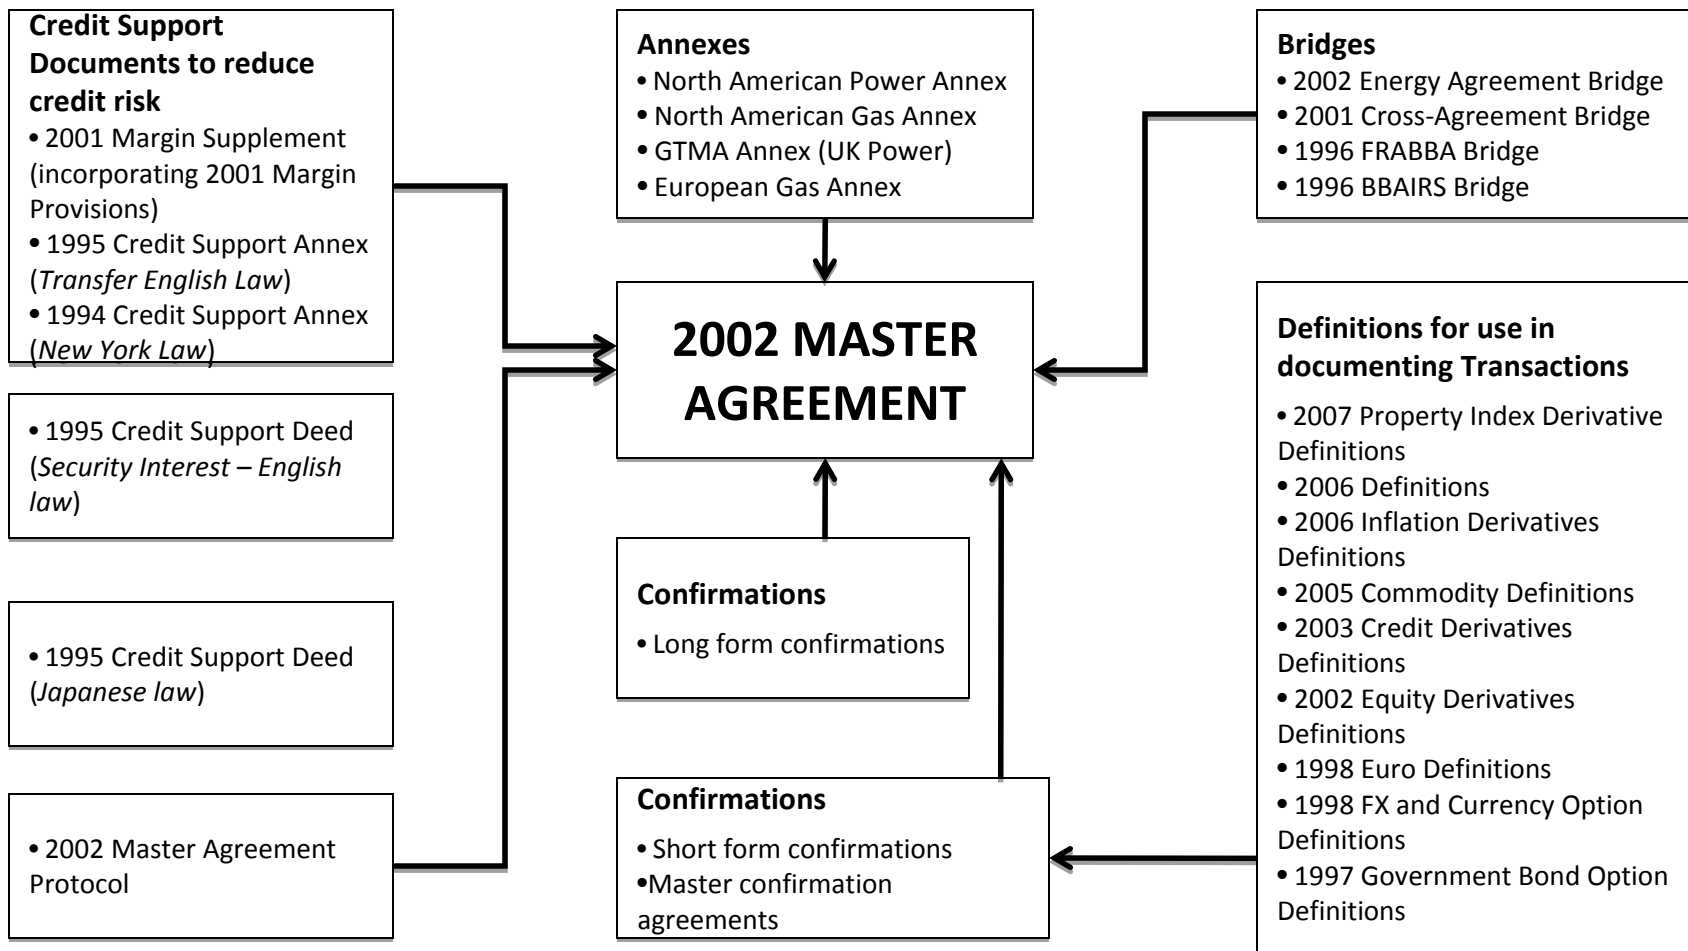 Credit Support
Documents to reduce
credit risk
• 2001 Margin Supplement
(incorporating 2001 Margin
Provisions)
• 1995 Credit Support Annex
(Transfer English Law)
• 1994 Credit Support Annex
(New York Law)
• 1995 Credit Support Deed
(Security Interest – English
law)
• 1995 Credit Support Deed
(Japanese law)
• 2002 Master Agreement
Protocol
Annexes
• North American Power Annex
• North American Gas Annex
• GTMA Annex (UK Power)
• European Gas Annex
2002 MASTER
AGREEMENT
Confirmations
• Long form confirmations
Confirmations
• Short form confirmations
•Master confirmation
agreements
Bridges
• 2002 Energy Agreement Bridge
• 2001 Cross-Agreement Bridge
• 1996 FRABBA Bridge
• 1996 BBAIRS Bridge
Definitions for use in
documenting Transactions
• 2007 Property Index Derivative
Definitions
• 2006 Definitions
• 2006 Inflation Derivatives
Definitions
• 2005 Commodity Definitions
• 2003 Credit Derivatives
Definitions
• 2002 Equity Derivatives
Definitions
• 1998 Euro Definitions
• 1998 FX and Currency Option
Definitions
• 1997 Government Bond Option
Definitions